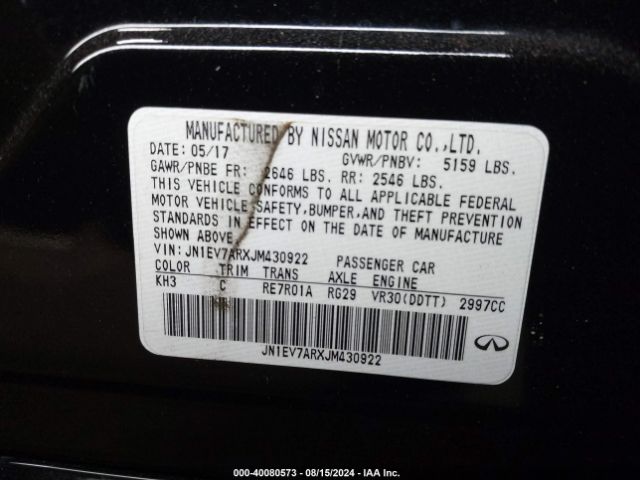 MANUFACTURED BY NISSAN MOTOR CO.,LTD.
DATE: 05/17 GVWR/PNBV: 5159 LBS.
GAWR/PNBE FR: 2646 LBS. RR: 2546 LBS.
THIS VEHICLE CONFORMS TO ALL APPLICABLE FEDERAL
MOTOR VEHICLE SAFETY,BUMPER,AND THEFT PREVENTION
STANDARDS IN EFFECT ON THE DATE OF MANUFACTURE
SHOWN ABOVE.
VIN: JN1EV7ARXJM430922 PASSENGER CAR
COLOR TRIM TRANS AXLE ENGINE
KH3 C RE7R01A RG29 VR30(DDTT) 2997CC
JN1EV7ARXJM430922
000-40080573 - 08/15/2024 - IAAI.COM